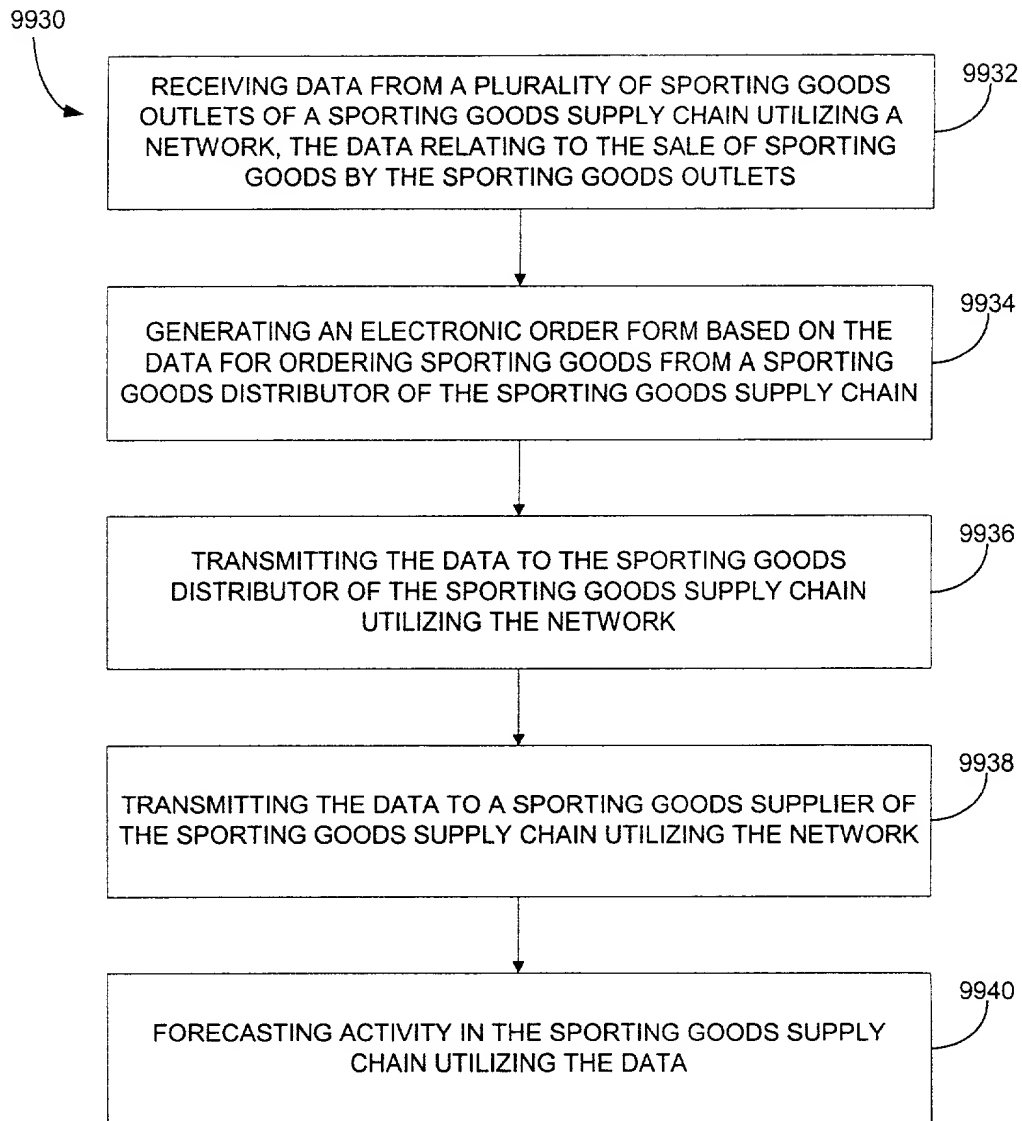 9930
9932
RECEIVING DATA FROM A PLURALITY OF SPORTING GOODS
OUTLETS OF A SPORTING GOODS SUPPLY CHAIN UTILIZING A
NETWORK, THE DATA RELATING TO THE SALE OF SPORTING
GOODS BY THE SPORTING GOODS OUTLETS
9934
GENERATING AN ELECTRONIC ORDER FORM BASED ON THE
DATA FOR ORDERING SPORTING GOODS FROM A SPORTING
GOODS DISTRIBUTOR OF THE SPORTING GOODS SUPPLY CHAIN
9936
TRANSMITTING THE DATA TO THE SPORTING GOODS
DISTRIBUTOR OF THE SPORTING GOODS SUPPLY CHAIN
UTILIZING THE NETWORK
9938
TRANSMITTING THE DATA TO A SPORTING GOODS SUPPLIER OF
THE SPORTING GOODS SUPPLY CHAIN UTILIZING THE NETWORK
9940
FORECASTING ACTIVITY IN THE SPORTING GOODS SUPPLY
CHAIN UTILIZING THE DATA